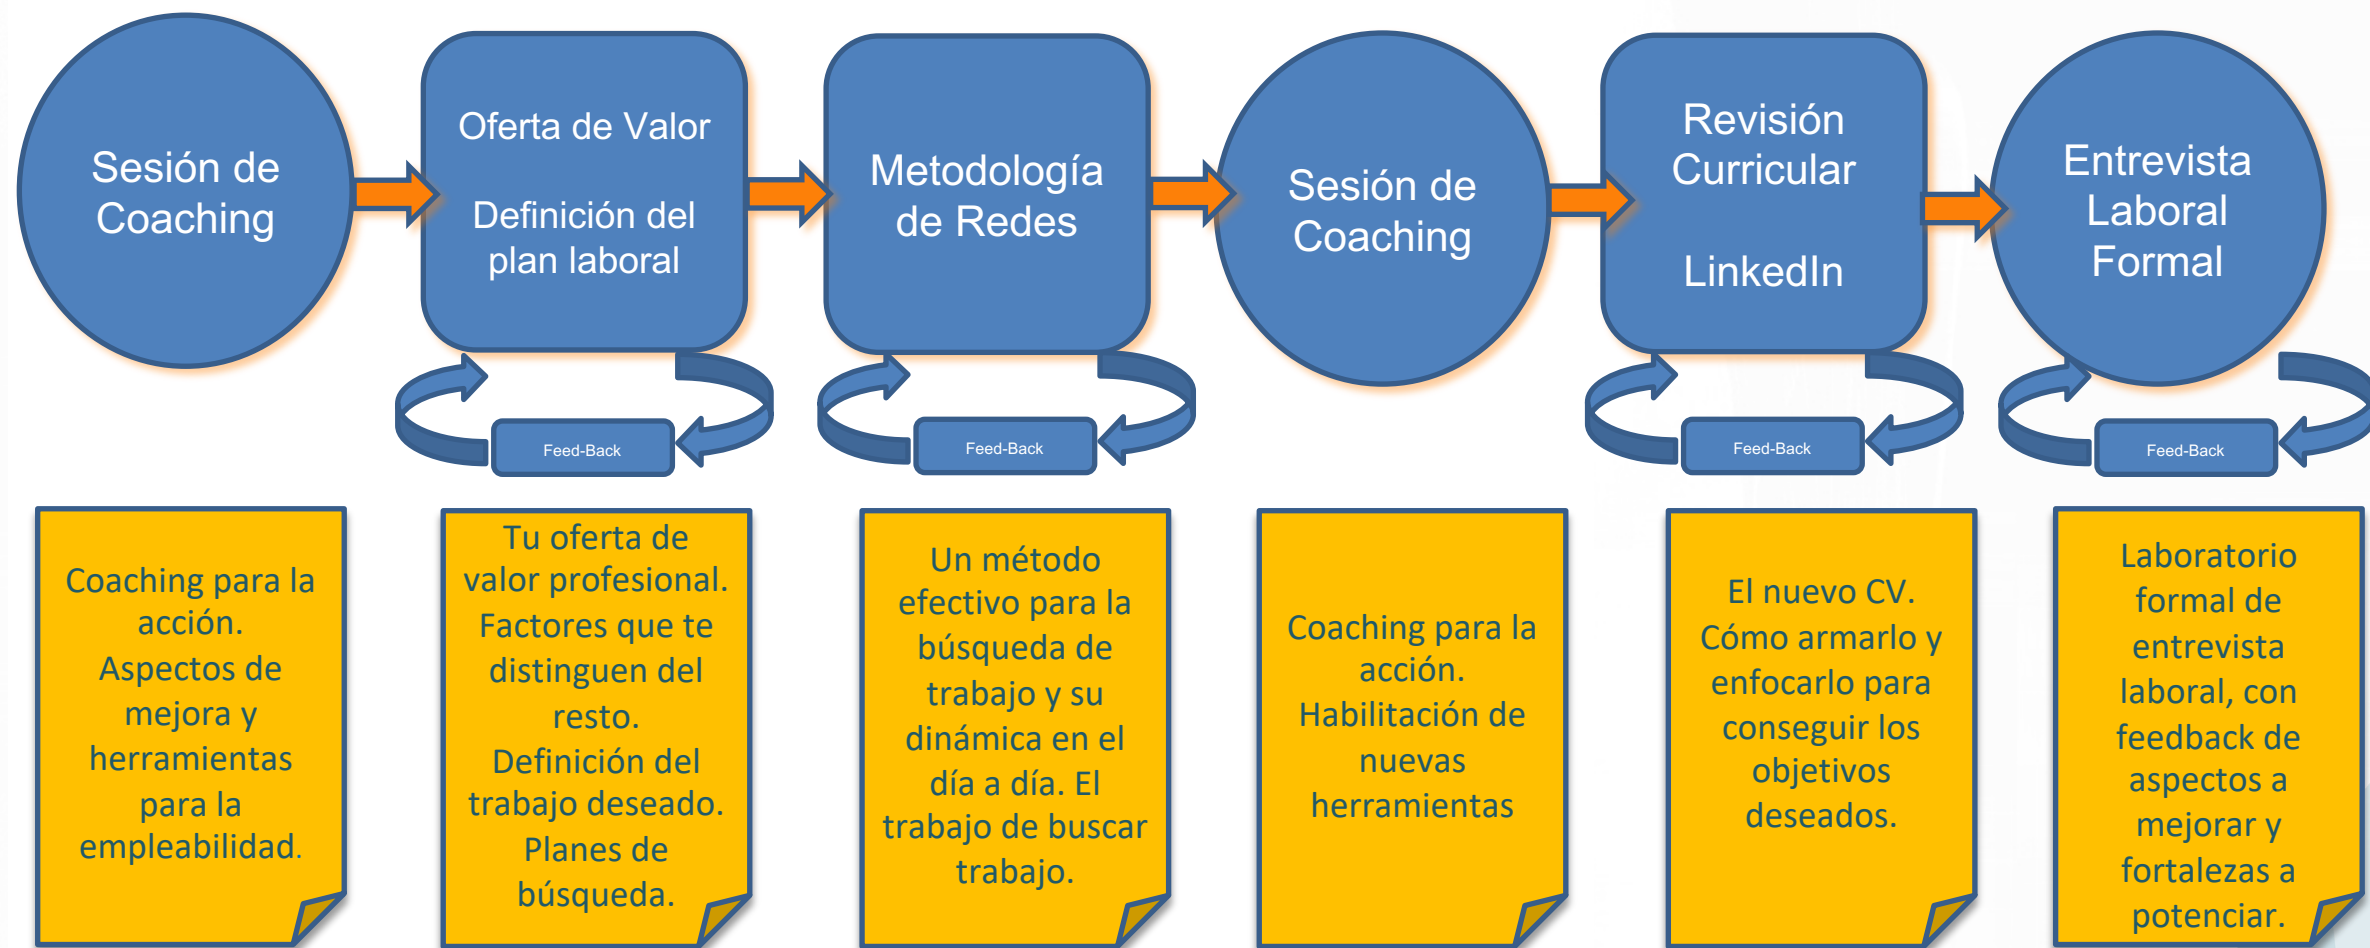 Sesión de
Coaching
Oferta de Valor
Definición del
plan laboral
Metodología
de Redes
Sesión de
Coaching
Revisión
Curricular
LinkedIn
Entrevista
Laboral
Formal
Feed-Back
Feed-Back
Feed-Back
Feed-Back
Coaching para la
acción.
Aspectos de
mejora y
herramientas
para la
empleabilidad.
Tu oferta de
valor profesional.
Factores que te
distinguen del
resto.
Definición del
trabajo deseado.
Planes de
búsqueda.
Un método
efectivo para la
búsqueda de
trabajo y su
dinámica en el
día a día. El
trabajo de buscar
trabajo.
Coaching para la
acción.
Habilitación de
nuevas
herramientas
El nuevo CV.
Cómo armarlo y
enfocarlo para
conseguir los
objetivos
deseados.
Laboratorio
formal de
entrevista
laboral, con
feedback de
aspectos a
mejorar y
fortalezas a
potenciar.